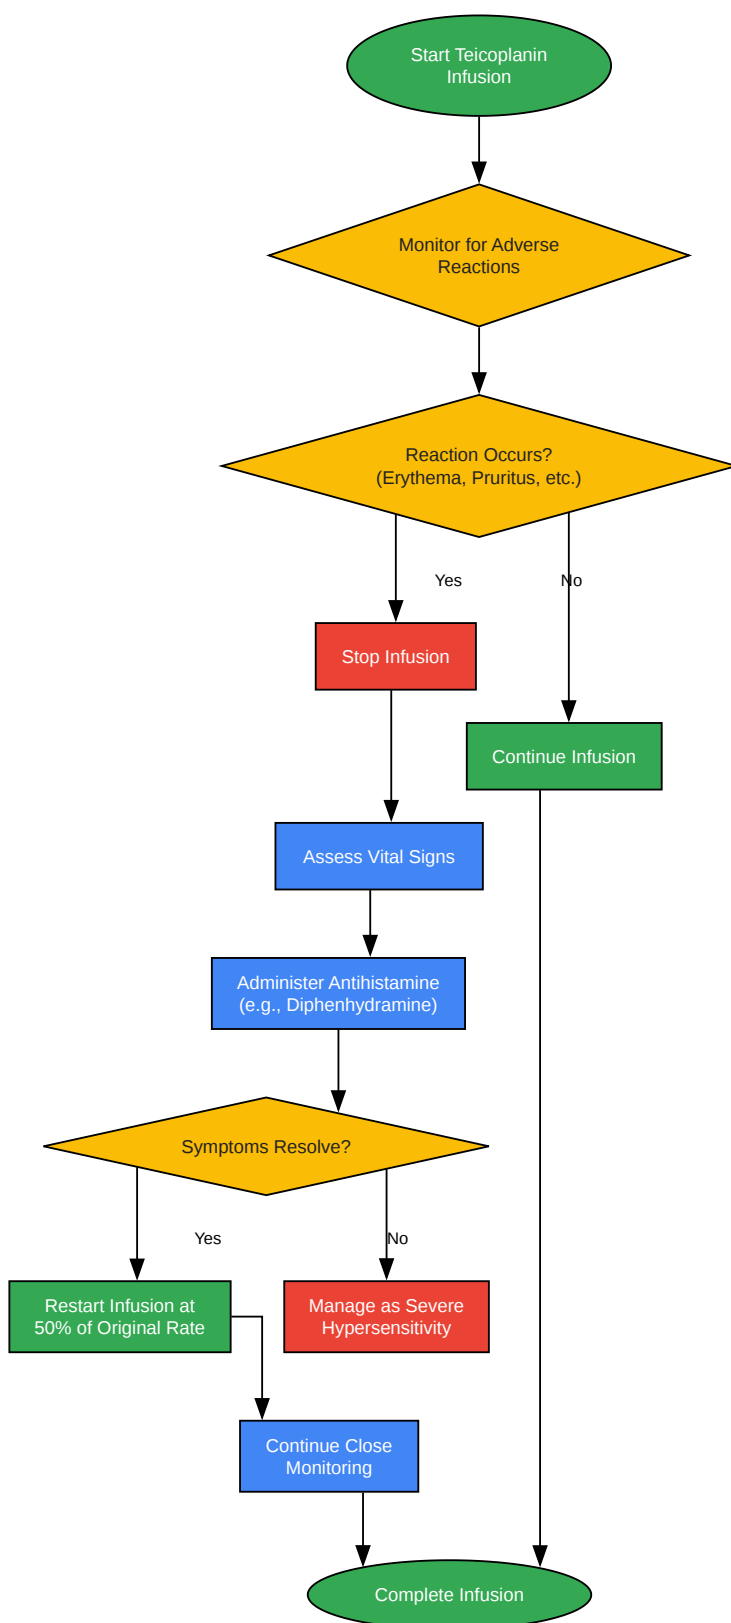 Start Teicoplanin
Infusion
Monitor for Adverse
Reactions
Reaction Occurs?
(Erythema, Pruritus, etc.)
Yes
No
Stop Infusion
Continue Infusion
Assess Vital Signs
Administer Antihistamine
(e.g., Diphenhydramine)
Symptoms Resolve?
Yes
No
Restart Infusion at
50% of Original Rate
Manage as Severe
Hypersensitivity
Continue Close
Monitoring
Complete Infusion